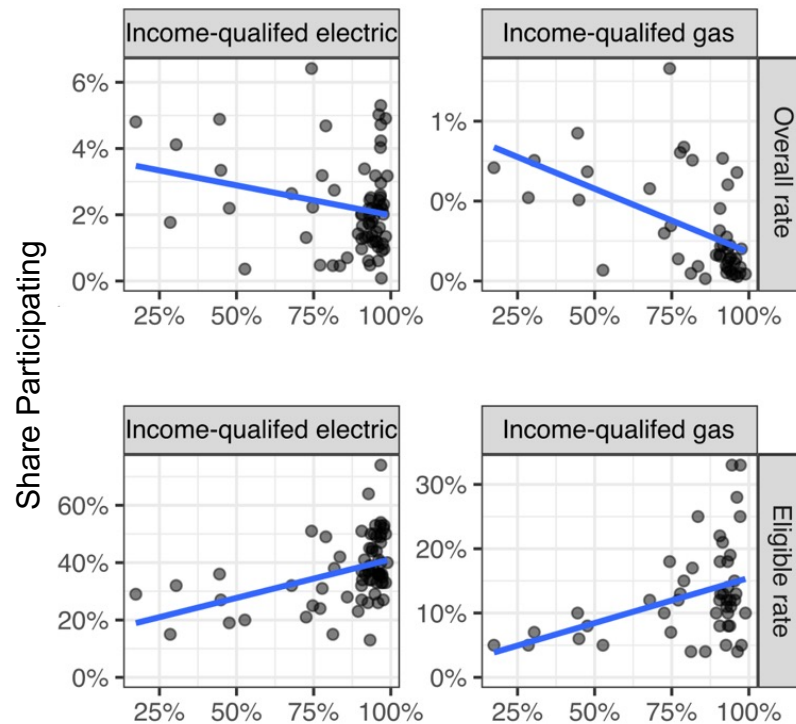 Share Participating
Income-qualifed electric
Income-qualifed gas
6%
4%
2%
0%
1%
0%
0%
Overall rate
25% 50% 75% 100%
25% 50% 75% 100%
Income-qualifed electric
Income-qualifed gas
60%
40%
20%
0%
30%
20%
10%
0%
Eligible rate
25% 50% 75% 100%
25% 50% 75% 100%